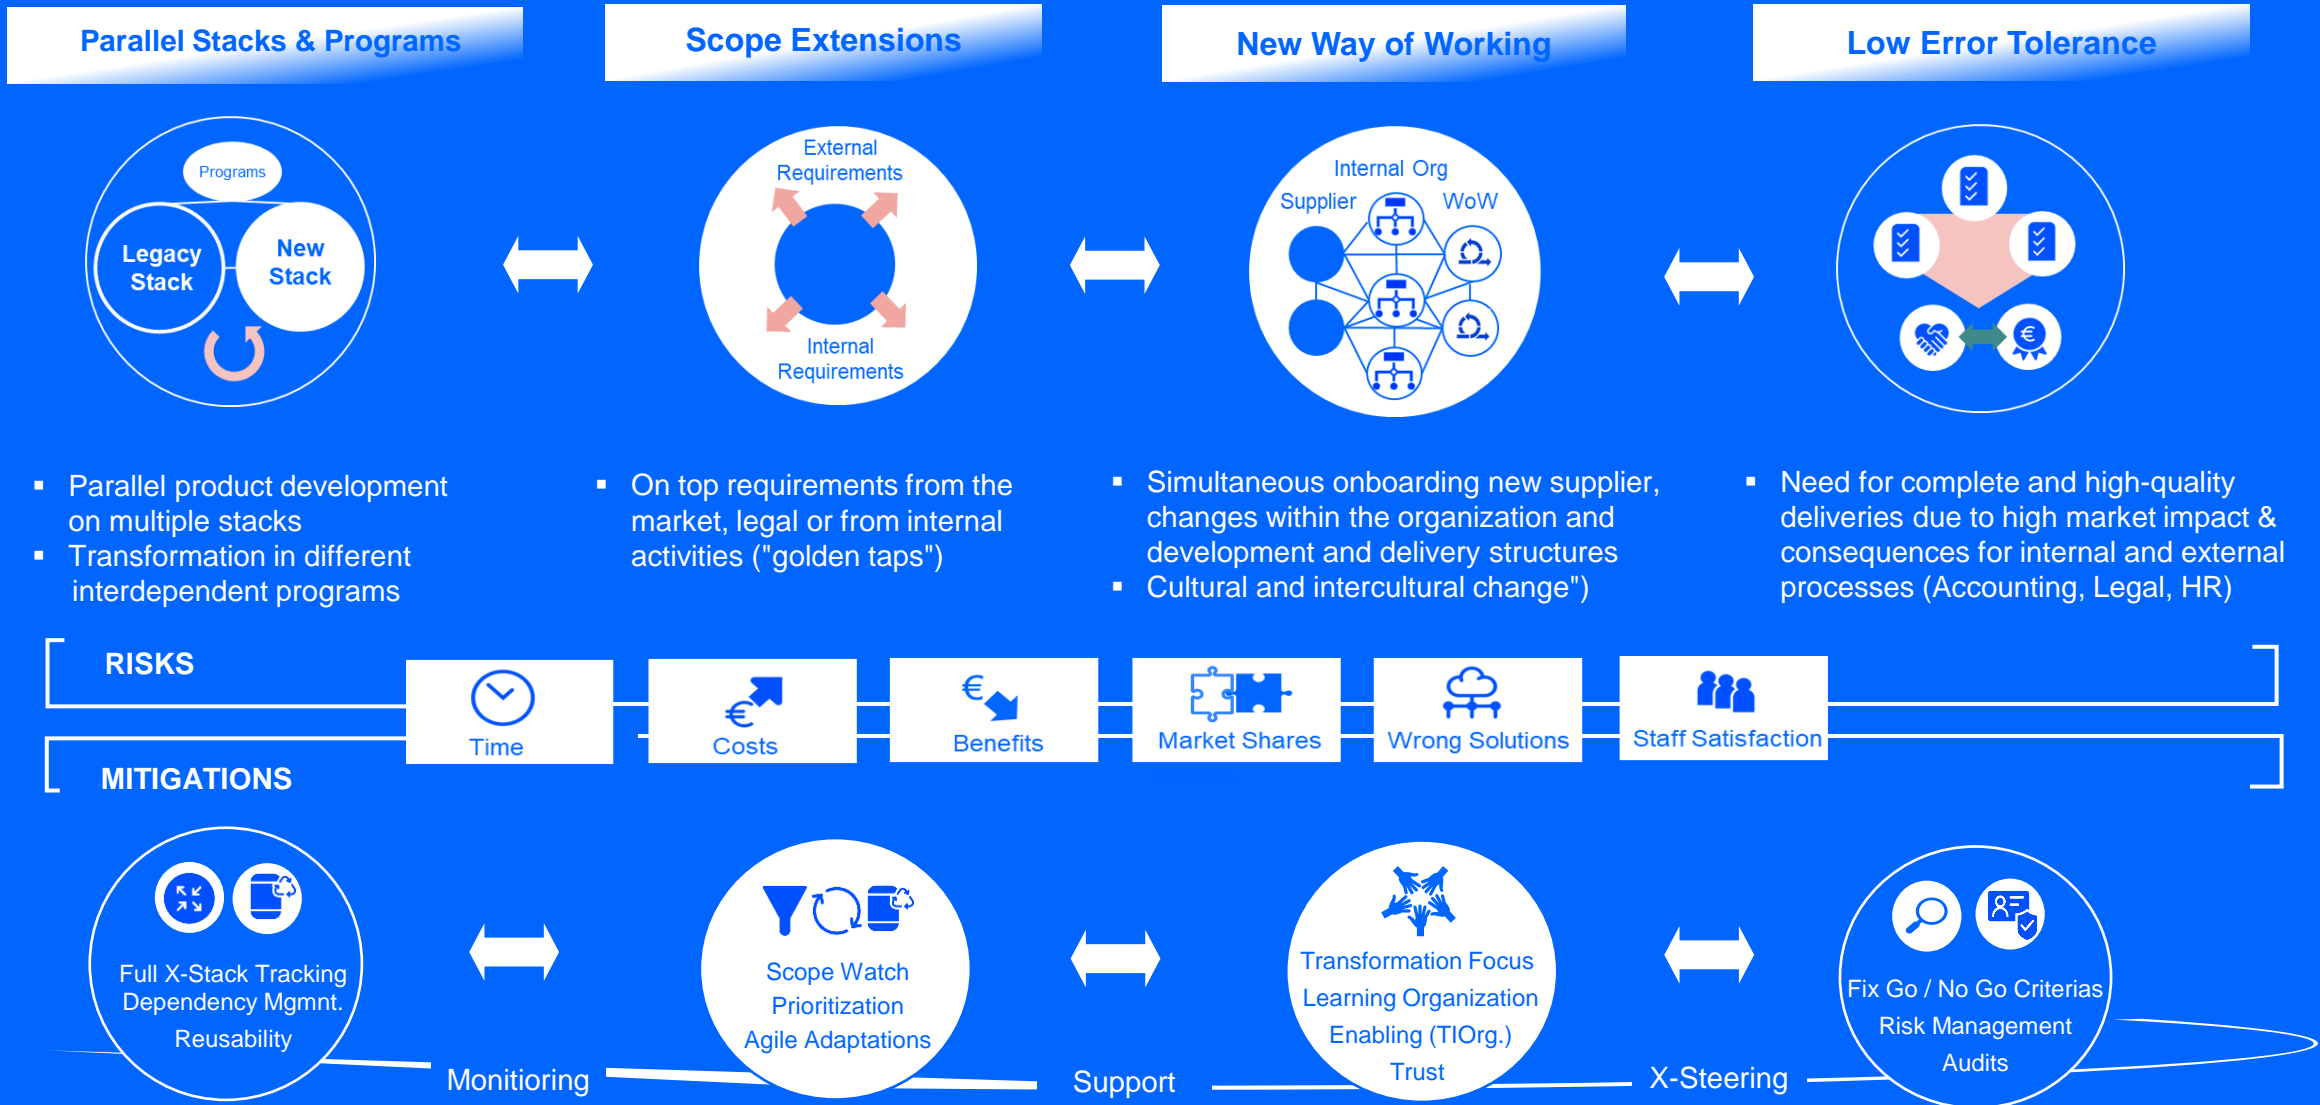 Parallel Stacks & Programs
Scope Extensions
New Way of Working
Low Error Tolerance
Programs
Legacy
Stack
New
Stack
External
Requirements
Internal
Requirements
Internal Org
Supplier
WoW
▪ Parallel product development
on multiple stacks
▪ Transformation in different
interdependent programs
▪ On top requirements from the
market, legal or from internal
activities ("golden taps")
▪ Simultaneous onboarding new supplier,
changes within the organization and
development and delivery structures
▪ Cultural and intercultural change")
▪ Need for complete and high-quality
deliveries due to high market impact &
consequences for internal and external
processes (Accounting, Legal, HR)
RISKS
Time
€
Costs
€
Benefits
Market Shares
Wrong Solutions
Staff Satisfaction
MITIGATIONS
Full X-Stack Tracking
Dependency Mgmnt.
Reusability
Scope Watch
Prioritization
Agile Adaptations
Transformation Focus
Learning Organization
Enabling (TIOrg.)
Trust
Fix Go / No Go Criterias
Risk Management
Audits
Monitioring
Support
X-Steering